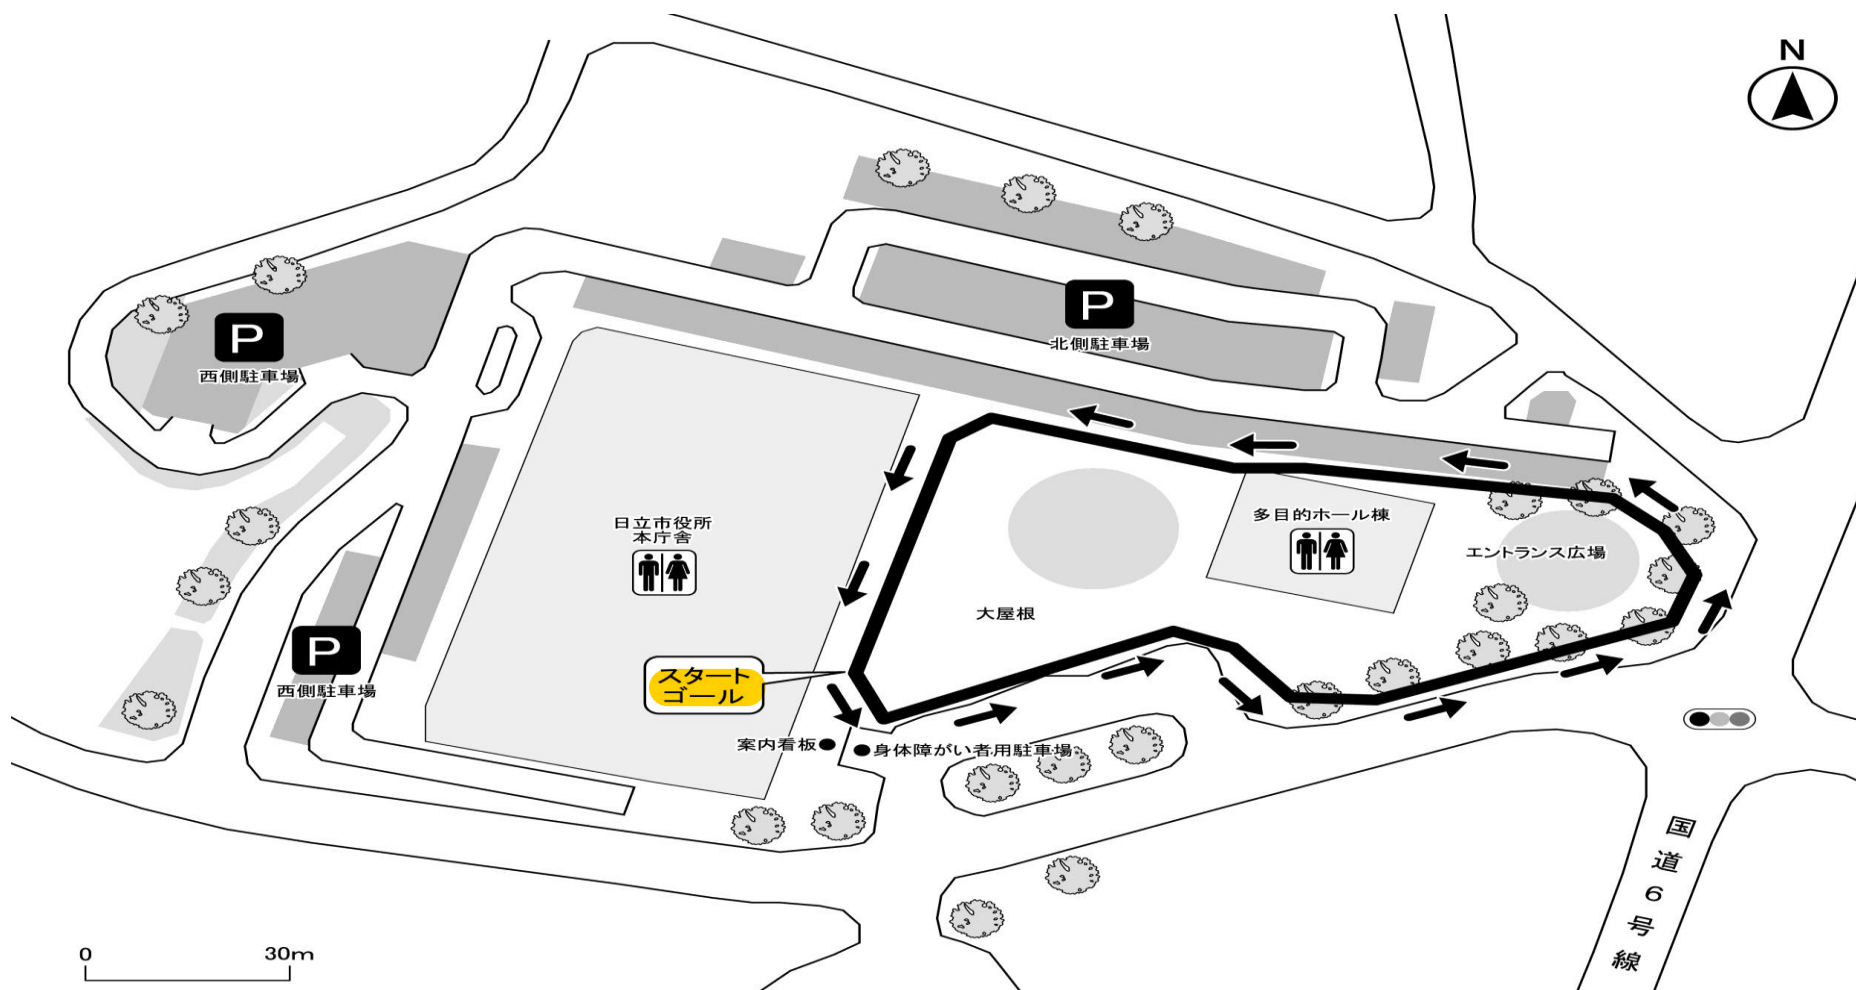 N
P
西側駐車場
P
北側駐車場
日立市役所
本庁舎
多目的ホール棟
エントランス広場
大屋根
P
西側駐車場
スタート
ゴール
案内看板
身体障がい者用駐車場
国道6号線
0 30m